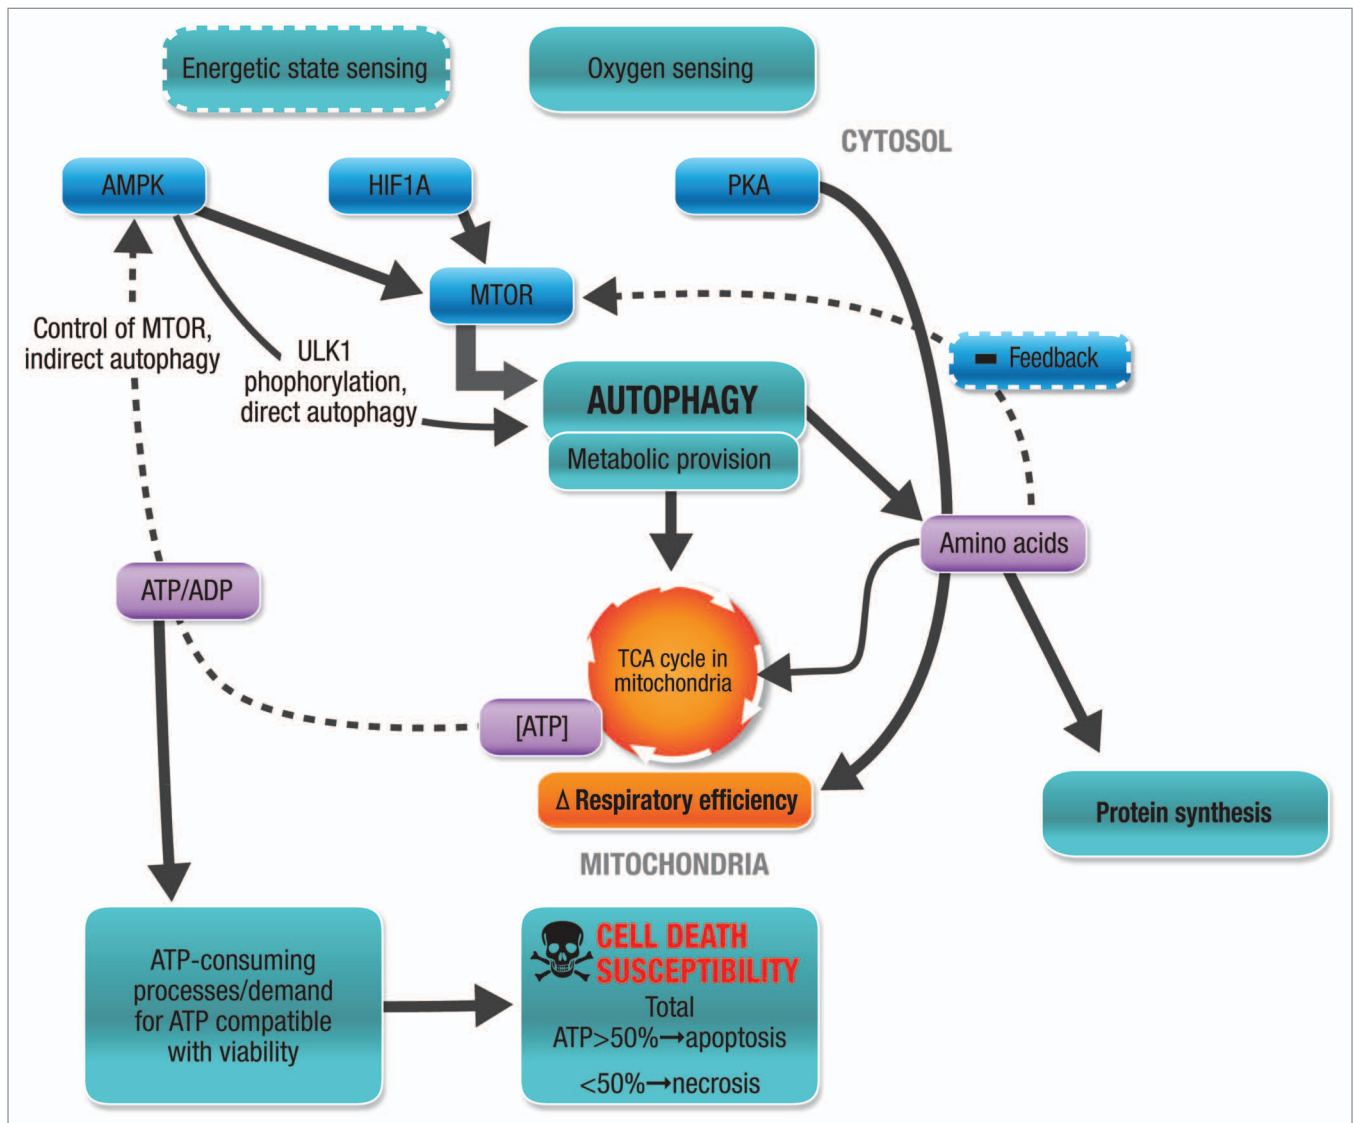 Energetic state sensing
Oxygen sensing
CYTOSOL
AMPK
HIF1A
PKA
MTOR
Control of MTOR,
indirect autophagy
ULK1
phophorylation,
direct autophagy
Feedback
AUTOPHAGY
Metabolic provision
Amino acids
ATP/ADP
TCA cycle in
mitochondria
[ATP]
Δ Respiratory efficiency
Protein synthesis
MITOCHONDRIA
ATP-consuming
processes/demand
for ATP compatible
with viability
CELL DEATH
SUSCEPTIBILITY
Total
ATP>50%→apoptosis
<50%→necrosis